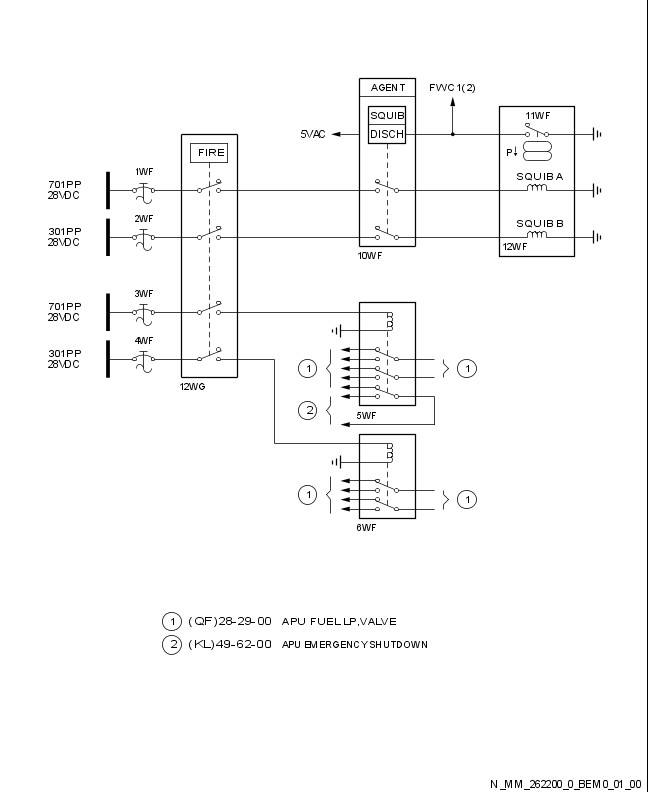 AGENT
FWC1(2)
SQUIB
5VAC
DISCH
11WF
FIRE
P
1WF
701PP
28VDC
SQUIB A
2WF
301PP
28VDC
SQUIB B
12WF
10WF
3WF
701PP
28VDC
4WF
301PP
28VDC
1
1
12WG
2
5WF
1
1
6WF
1 (QF)28-29-00 APU FUEL LP,VALVE
2 (KL)49-62-00 APU EMERGENCY SHUTDOWN
N_MM_262200_0_BEM0_01_00